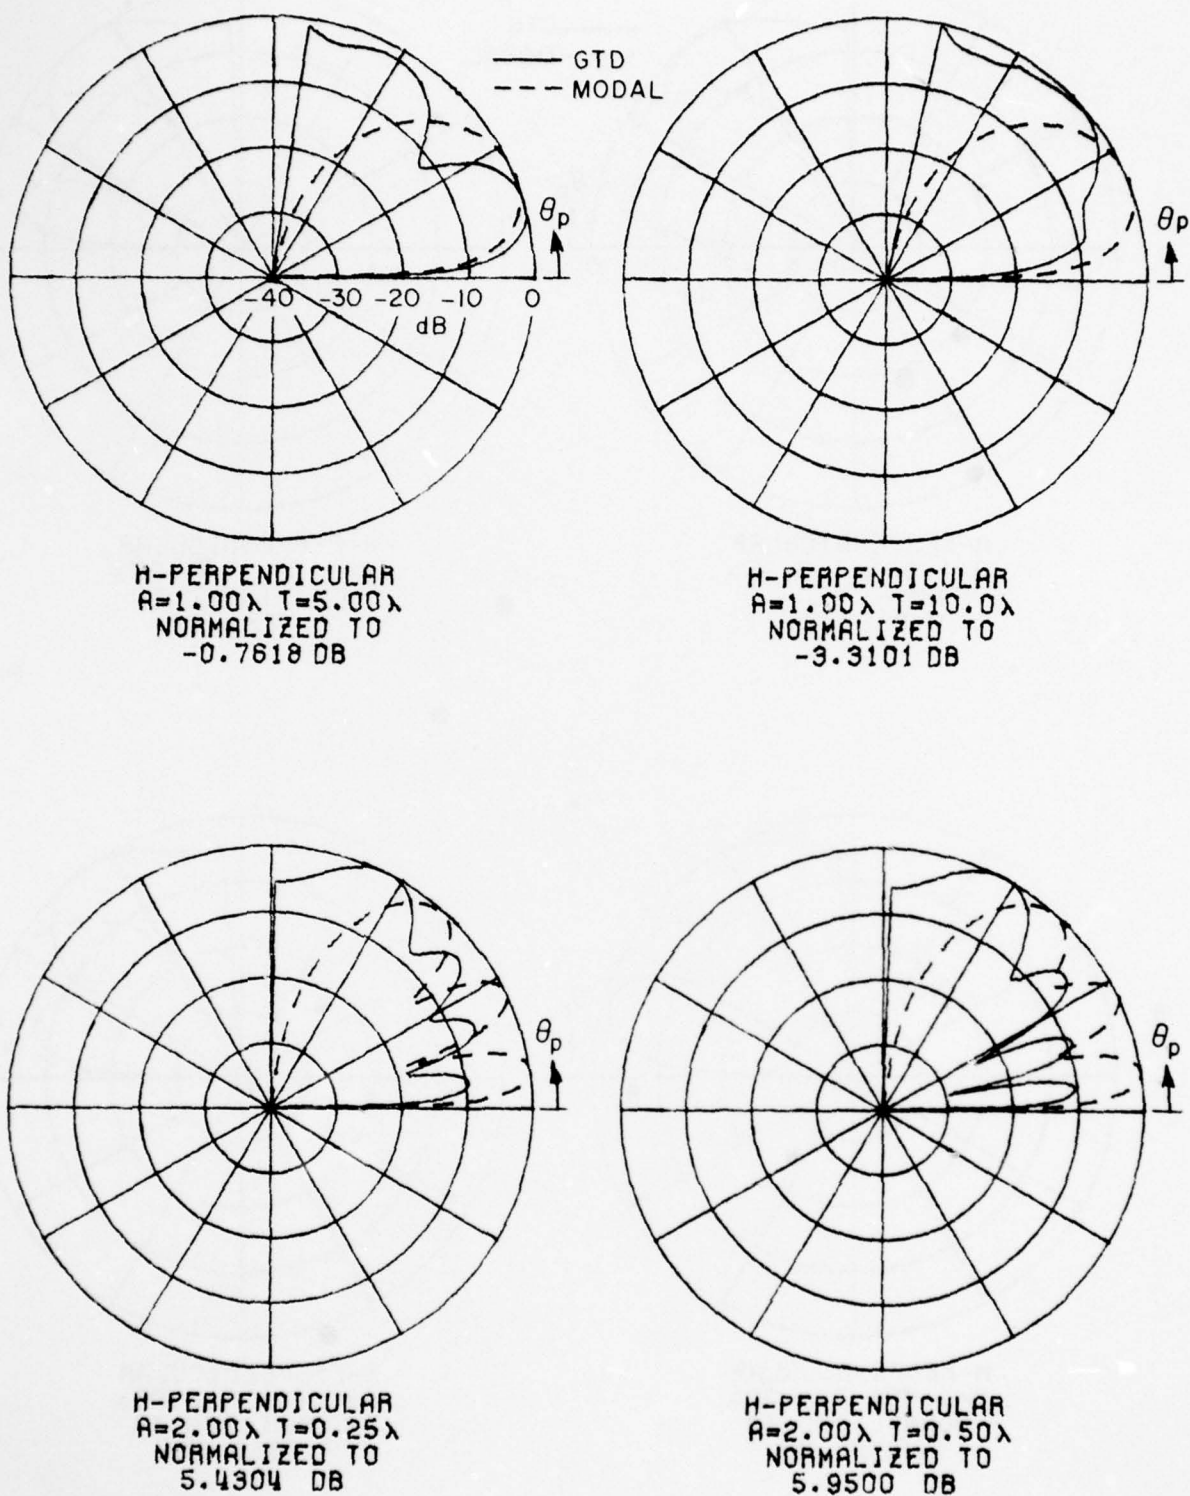 GTD
MODAL
θp
θp
-40 -30 -20 -10 0
dB
H-PERPENDICULAR
A=1.00λ T=5.00λ
NORMALIZED TO
-0.7618 DB
H-PERPENDICULAR
A=1.00λ T=10.0λ
NORMALIZED TO
-3.3101 DB
θp
θp
H-PERPENDICULAR
A=2.00λ T=0.25λ
NORMALIZED TO
5.4304 DB
H-PERPENDICULAR
A=2.00λ T=0.50λ
NORMALIZED TO
5.9500 DB